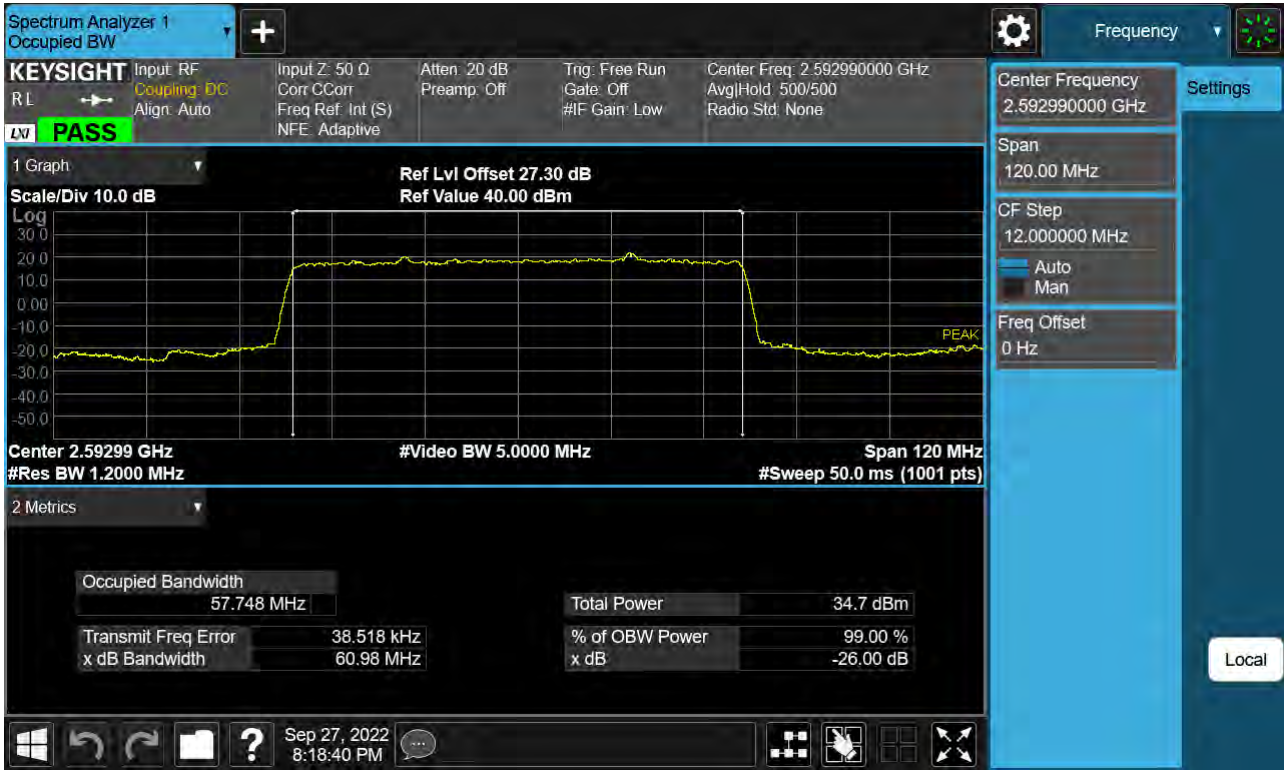 Spectrum Analyzer 1
Occupied BW
+
Frequency
KEYSIGHT
RL
LXI
PASS
Input: RF
Coupling: DC
Align: Auto
Input Z: 50 Ω
Corr CCorr
Freq Ref: Int (S)
NFE: Adaptive
Atten: 20 dB
Preamp: Off
Trig: Free Run
Gate: Off
#IF Gain: Low
Center Freq: 2.592990000 GHz
Avg|Hold: 500/500
Radio Std: None
Center Frequency
2.592990000 GHz
Settings
Span
120.00 MHz
CF Step
12.000000 MHz
Auto
Man
Freq Offset
0 Hz
Local
1 Graph
Scale/Div 10.0 dB
Ref Lvl Offset 27.30 dB
Ref Value 40.00 dBm
Log
30.0
20.0
10.0
0.00
-10.0
-20.0
-30.0
-40.0
-50.0
PEAK
Center 2.59299 GHz
#Video BW 5.0000 MHz
Span 120 MHz
#Res BW 1.2000 MHz
#Sweep 50.0 ms (1001 pts)
2 Metrics
Occupied Bandwidth
57.748 MHz
Total Power 34.7 dBm
Transmit Freq Error 38.518 kHz
% of OBW Power 99.00 %
x dB Bandwidth 60.98 MHz
x dB -26.00 dB
?
Sep 27, 2022
8:18:40 PM